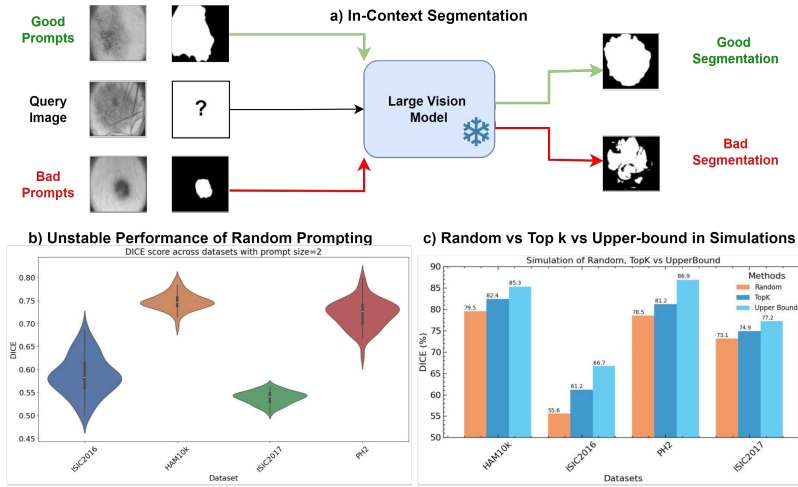 a) In-Context Segmentation
Good
Prompts
Query
Image
?
Bad
Prompts
Large Vision
Model
Good
Segmentation
Bad
Segmentation
b) Unstable Performance of Random Prompting
DICE score across datasets with prompt size=2
DICE
0.80
0.75
0.70
0.65
0.60
0.55
0.50
0.45
ISIC2016
HAM10k
ISIC2017
PH2
Dataset
c) Random vs Top k vs Upper-bound in Simulations
Simulation of Random, TopK vs UpperBound
DICE (%)
90
85
80
75
70
65
60
55
50
Methods
Random
TopK
Upper Bound
79.5
82.4
85.3
55.6
61.2
66.7
78.5
81.2
86.9
73.1
74.9
77.2
HAM10k
ISIC2016
PH2
ISIC2017
Datasets